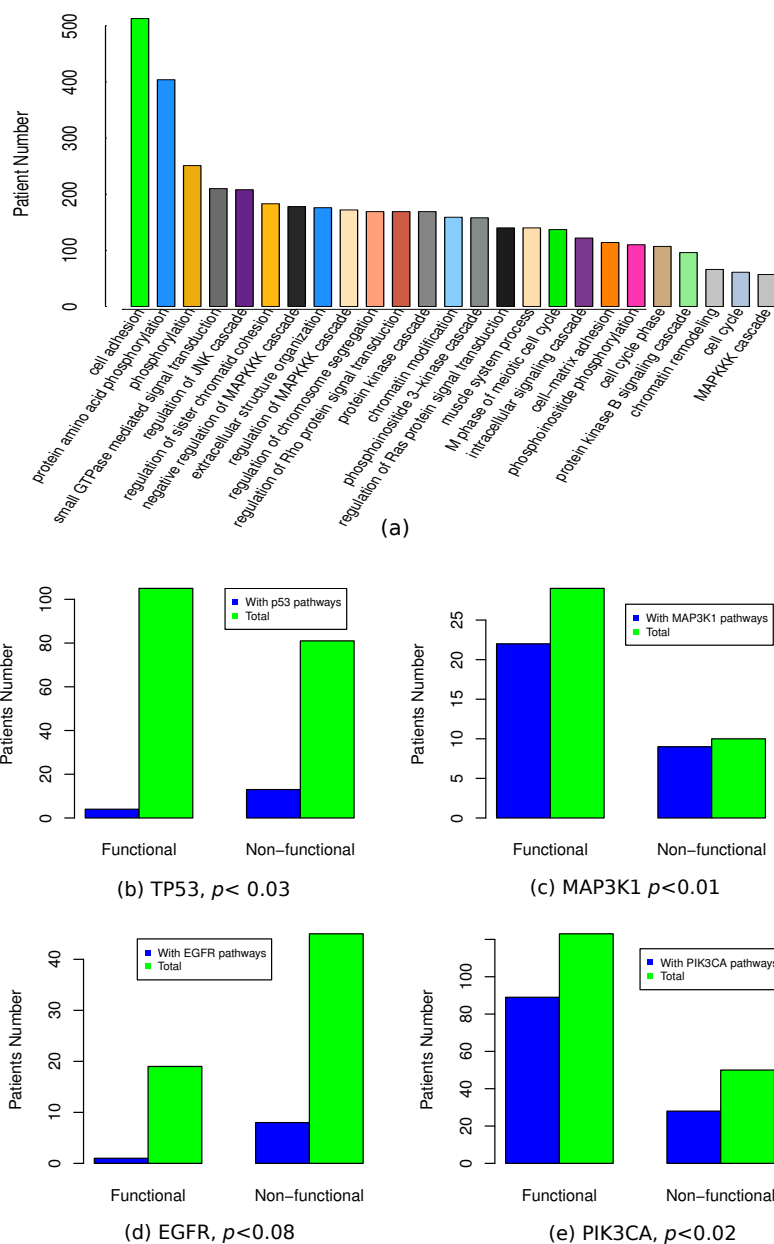 Patient Number
0
100
200
300
400
500
cell adhesion
protein amino acid phosphorylation
phosphorylation
small GTPase mediated signal transduction
regulation of JNK cascade
regulation of sister chromatid cohesion
negative regulation of MAPKKK cascade
extracellular structure organization
regulation of MAPKKK cascade
regulation of chromosome segregation
regulation of Rho protein signal transduction
protein kinase cascade
chromatin modification
phosphoinositide 3−kinase cascade
regulation of Ras protein signal transduction
muscle system process
M phase of meiotic cell cycle
intracellular signaling cascade
cell−matrix adhesion
phosphoinositide phosphorylation
cell cycle phase
protein kinase B signaling cascade
chromatin remodeling
cell cycle
MAPKKK cascade
(a)
Patients Number
0
20
40
60
80
100
With p53 pathways
Total
Functional
Non−functional
(b) TP53, p< 0.03
Patients Number
0
5
10
15
20
25
With MAP3K1 pathways
Total
Functional
Non−functional
(c) MAP3K1 p<0.01
Patients Number
0
10
20
30
40
With EGFR pathways
Total
Functional
Non−functional
(d) EGFR, p<0.08
Patients Number
0
20
40
60
80
100
With PIK3CA pathways
Total
Functional
Non−functional
(e) PIK3CA, p<0.02